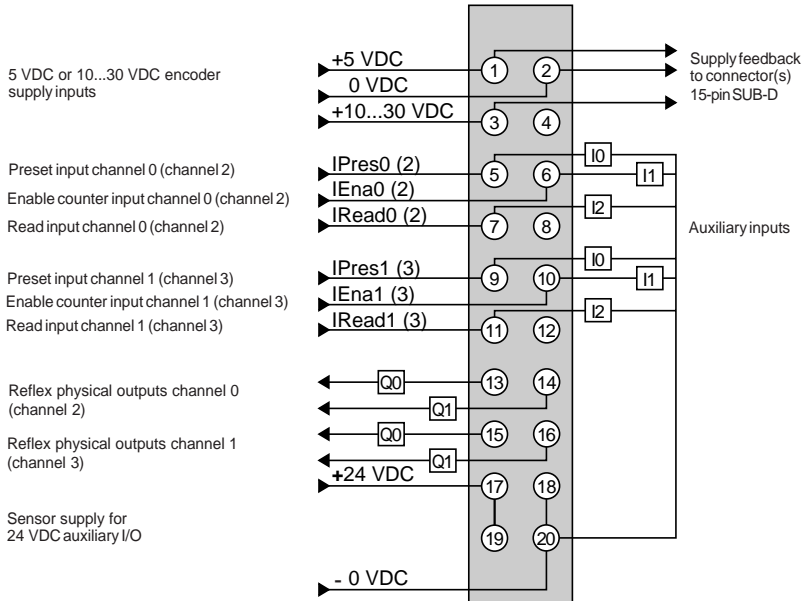 +5 VDC
0 VDC
+10...30 VDC
5 VDC or 10...30 VDC encoder
supply inputs
1
2
3
4
Supply feedback
to connector(s)
15-pin SUB-D
Preset input channel 0 (channel 2)
Enable counter input channel 0 (channel 2)
Read input channel 0 (channel 2)
IPres0 (2)
IEna0 (2)
IRead0 (2)
5
6
7
8
I0
I1
I2
Auxiliary inputs
Preset input channel 1 (channel 3)
Enable counter input channel 1 (channel 3)
Read input channel 1 (channel 3)
IPres1 (3)
IEna1 (3)
IRead1 (3)
9
10
11
12
I0
I1
I2
Reflex physical outputs channel 0
(channel 2)
Q0
Q1
13
14
Reflex physical outputs channel 1
(channel 3)
Q0
Q1
15
16
+24 VDC
17
18
Sensor supply for
24 VDC auxiliary I/O
19
20
- 0 VDC